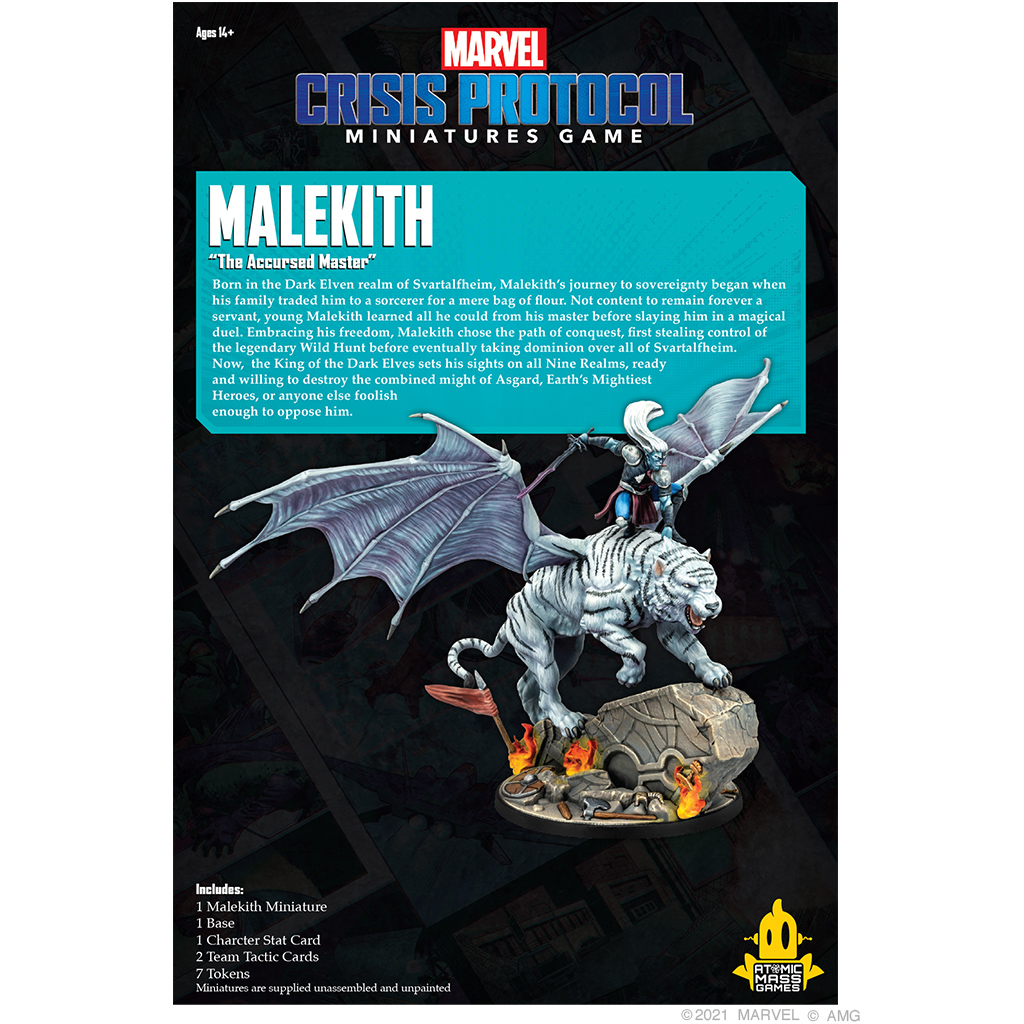 Ages 14+
MARVEL
CRISIS PROTOCOL
MINIATURES GAME
MALEKITH
“The Accursed Master”
Born in the Dark Elven realm of Svartalfheim, Malekith’s journey to sovereignty began when
his family traded him to a sorcerer for a mere bag of flour. Not content to remain forever a
servant, young Malekith learned all he could from his master before slaying him in a magical
duel. Embracing his freedom, Malekith chose the path of conquest, first stealing control of
the legendary Wild Hunt before eventually taking dominion over all of Svartalfheim.
Now,  the King of the Dark Elves sets his sights on all Nine Realms, ready
and willing to destroy the combined might of Asgard, Earth’s Mightiest
Heroes, or anyone else foolish
enough to oppose him.
Includes:
1 Malekith Miniature
1 Base
1 Charcter Stat Card
2 Team Tactic Cards
7 Tokens
Miniatures are supplied unassembled and unpainted
ATOMIC
MASS
GAMES
©2021 MARVEL © AMG